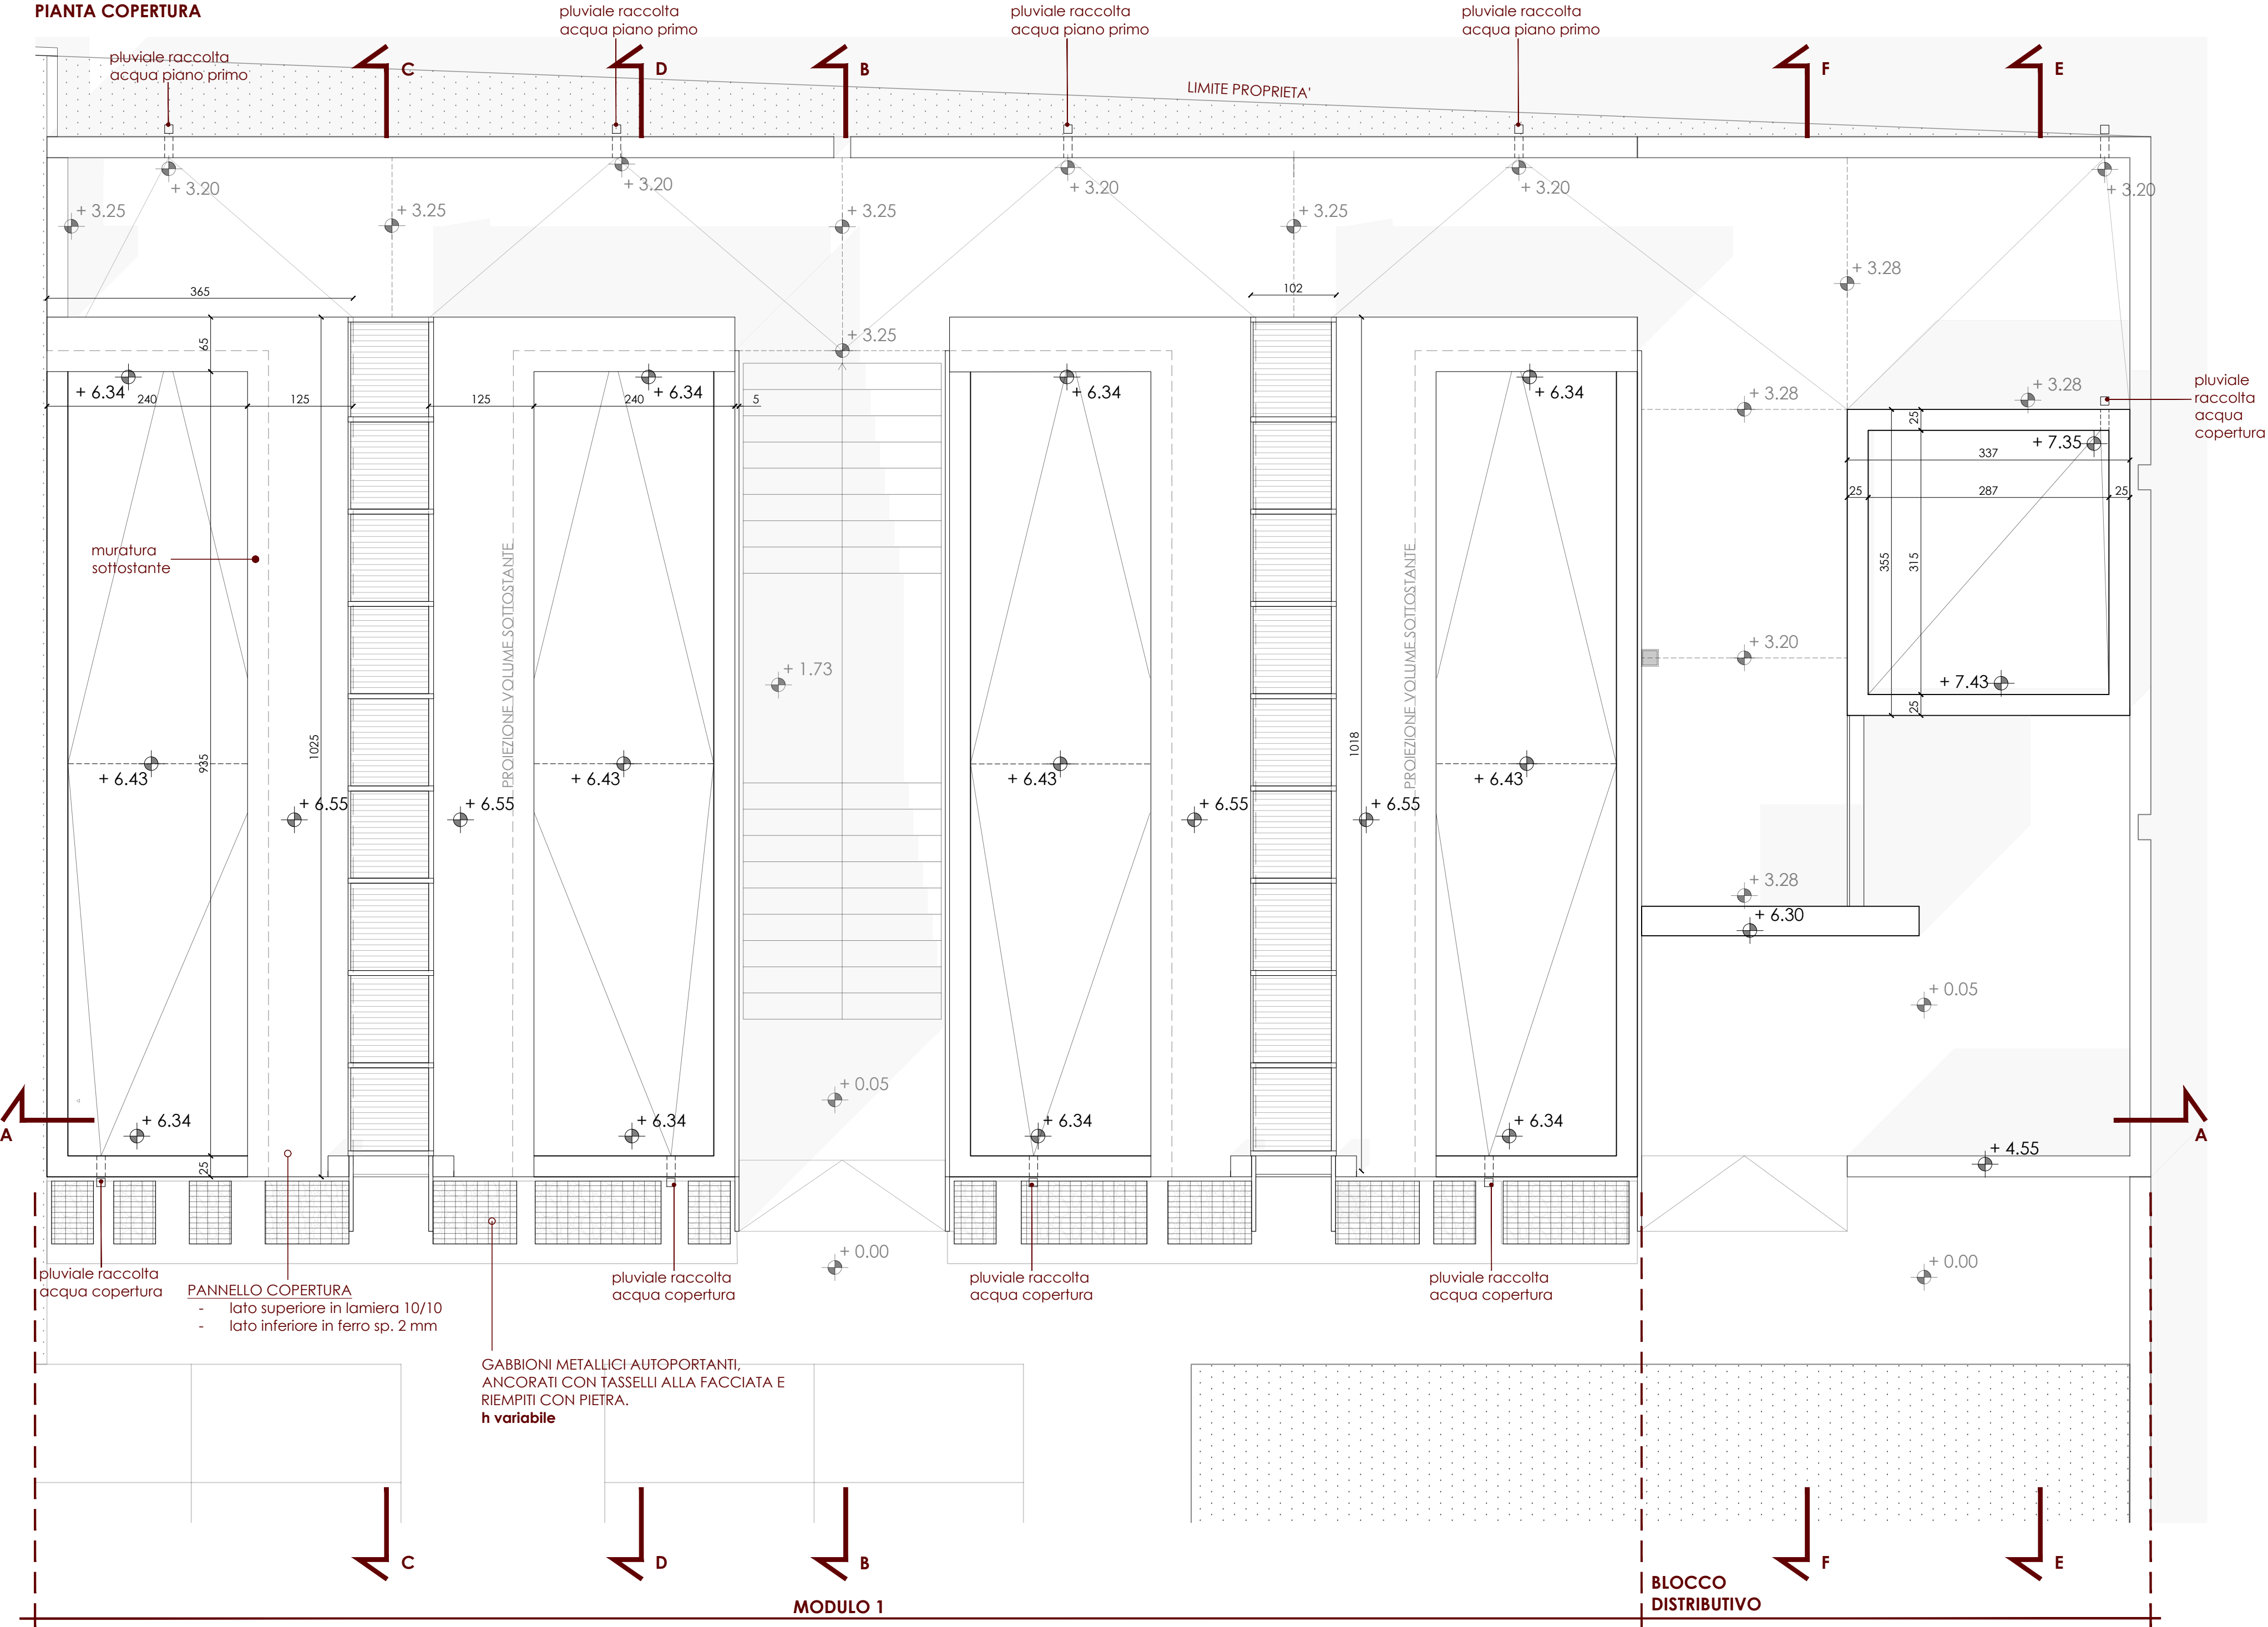 PIANTA COPERTURA
pluviale raccolta
acqua piano primo
pluviale raccolta
acqua piano primo
pluviale raccolta
acqua piano primo
pluviale raccolta
acqua piano primo
C
D
B
F
E
LIMITE PROPRIETA'
+ 3.20
+ 3.20
+ 3.20
+ 3.20
+ 3.20
+ 3.25
+ 3.25
+ 3.25
+ 3.25
+ 3.28
365
102
+ 3.25
65
+ 6.34
+ 6.34
+ 6.34
+ 6.34
240
125
125
240
5
+ 3.28
+ 3.28
pluviale
raccolta
acqua
copertura
25
+ 7.35
337
25
287
25
355
315
muratura
sottostante
PROIEZIONE VOLUME SOTTOSTANTE
PROIEZIONE VOLUME SOTTOSTANTE
+ 1.73
+ 3.20
+ 7.43
25
935
1025
1018
+ 6.43
+ 6.43
+ 6.43
+ 6.43
+ 6.55
+ 6.55
+ 6.55
+ 6.55
+ 3.28
+ 6.30
+ 0.05
+ 0.05
A
A
+ 6.34
+ 6.34
+ 6.34
+ 6.34
+ 4.55
25
+ 0.00
+ 0.00
pluviale raccolta
acqua copertura
pluviale raccolta
acqua copertura
pluviale raccolta
acqua copertura
pluviale raccolta
acqua copertura
PANNELLO COPERTURA
- lato superiore in lamiera 10/10
- lato inferiore in ferro sp. 2 mm
GABBIONI METALLICI AUTOPORTANTI,
ANCORATI CON TASSELLI ALLA FACCIATA E
RIEMPITI CON PIETRA.
h variabile
C
D
B
F
E
MODULO 1
BLOCCO
DISTRIBUTIVO